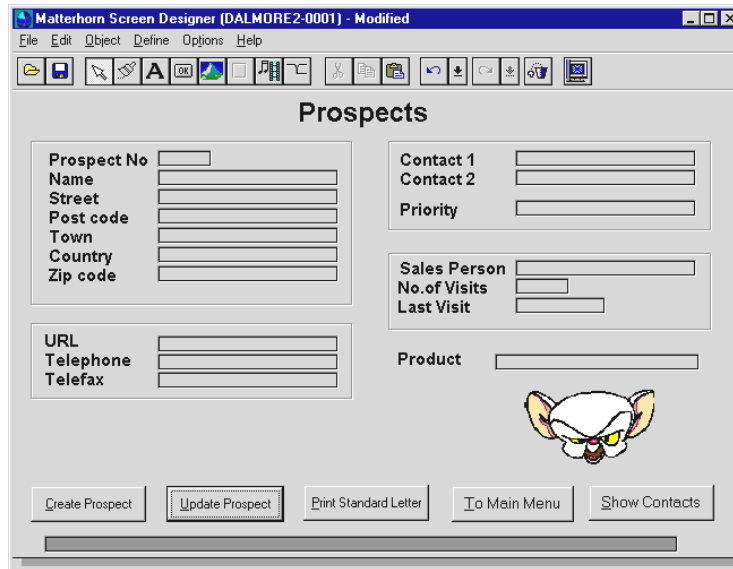 Matterhorn Screen Designer (DALMORE2-0001) - Modified
File Edit Object Define Options Help
A OK
Prospects
Prospect No
Name
Street
Post code
Town
Country
Zip code
Contact 1
Contact 2
Priority
Sales Person
No.of Visits
Last Visit
URL
Telephone
Telefax
Product
Create Prospect Update Prospect Print Standard Letter To Main Menu Show Contacts